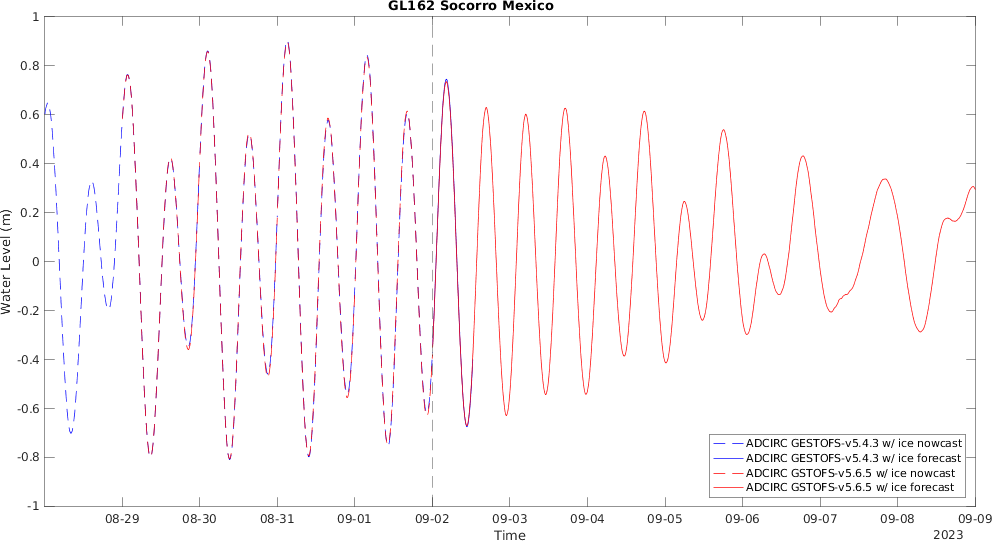 GL162 Socorro Mexico
1
0.8
0.6
0.4
0.2
0
-0.2
-0.4
-0.6
-0.8
-1
Water Level (m)
ADCIRC GESTOFS-v5.4.3 w/ ice nowcast
ADCIRC GESTOFS-v5.4.3 w/ ice forecast
ADCIRC GSTOFS-v5.6.5 w/ ice nowcast
ADCIRC GSTOFS-v5.6.5 w/ ice forecast
08-29 08-30 08-31 09-01 09-02 09-03 09-04 09-05 09-06 09-07 09-08 09-09
Time
2023